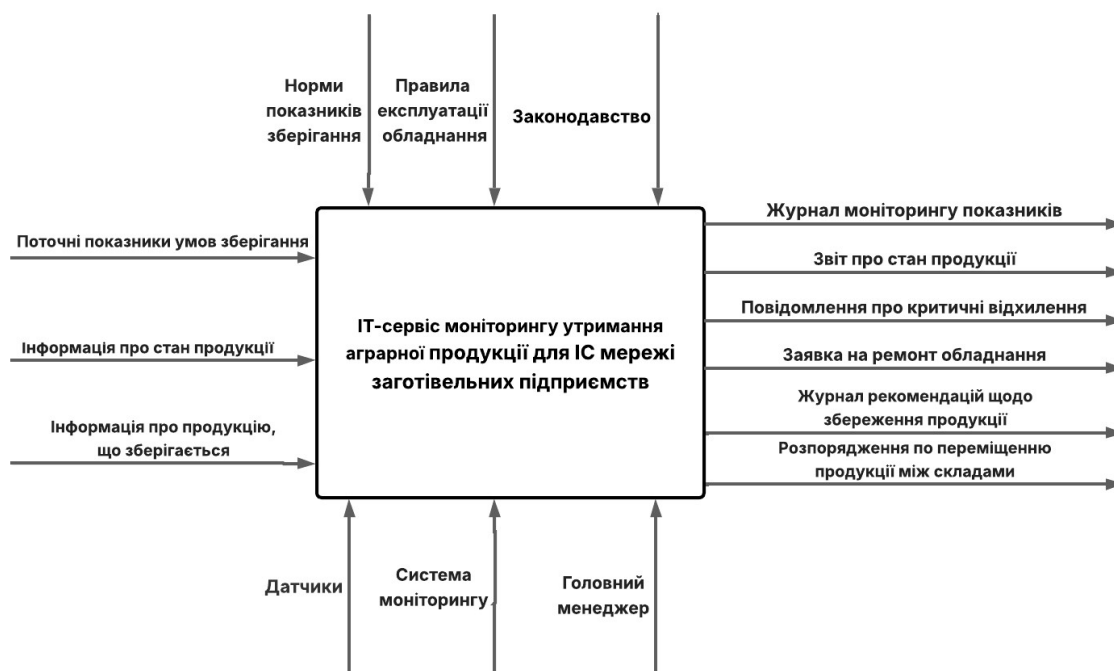 Норми
показників
зберігання
Правила
експлуатації
обладнання
Законодавство
Поточні показники умов зберігання
Інформація про стан продукції
Інформація про продукцію,
що зберігається
ІТ-сервіс моніторингу утримання
аграрної продукції для ІС мережі
заготівельних підприємств
Журнал моніторингу показників
Звіт про стан продукції
Повідомлення про критичні відхилення
Заявка на ремонт обладнання
Журнал рекомендацій щодо
збереження продукції
Розпорядження по переміщенню
продукції між складами
Датчики
Система
моніторингу
Головний
менеджер